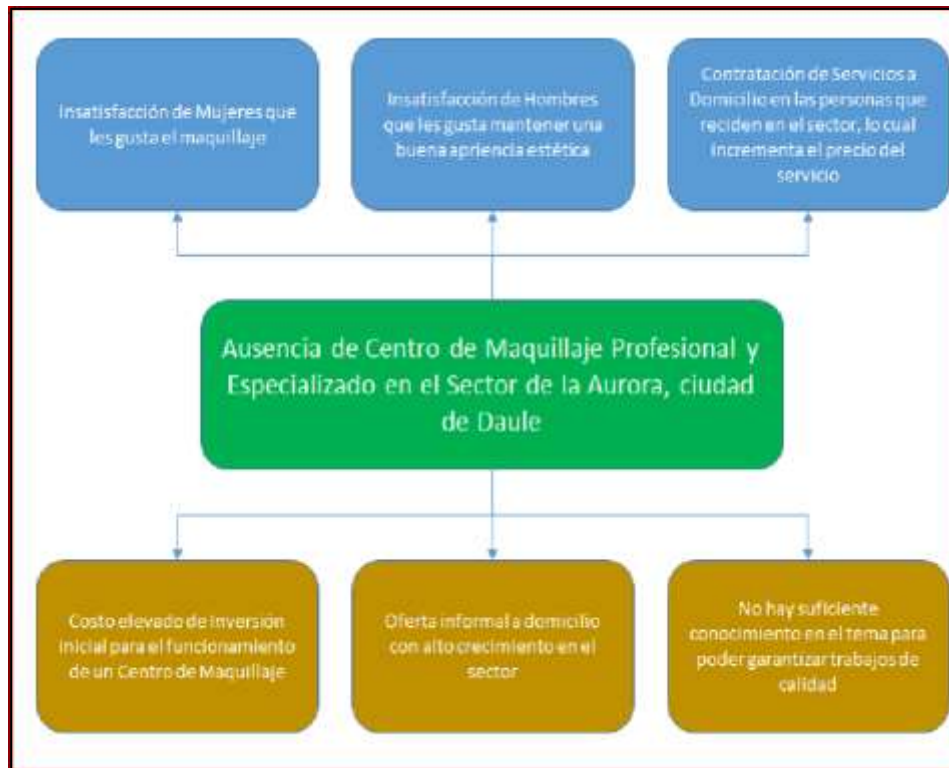 Insatisfacción de Mujeres que
les gusta el maquillaje
Insatisfacción de Hombres
que les gusta mantener una
buena apriencia estética
Contratación de Servicios a
Domicilio en las personas que
reciden en el sector, lo cual
incrementa el precio del
servicio
Ausencia de Centro de Maquillaje Profesional y
Especializado en el Sector de la Aurora, ciudad
de Daule
Costo elevado de inversión
inicial para el funcionamiento
de un Centro de Maquillaje
Oferta informal a domicilio
con alto crecimiento en el
sector
No hay suficiente
conocimiento en el tema para
poder garantizar trabajos de
calidad